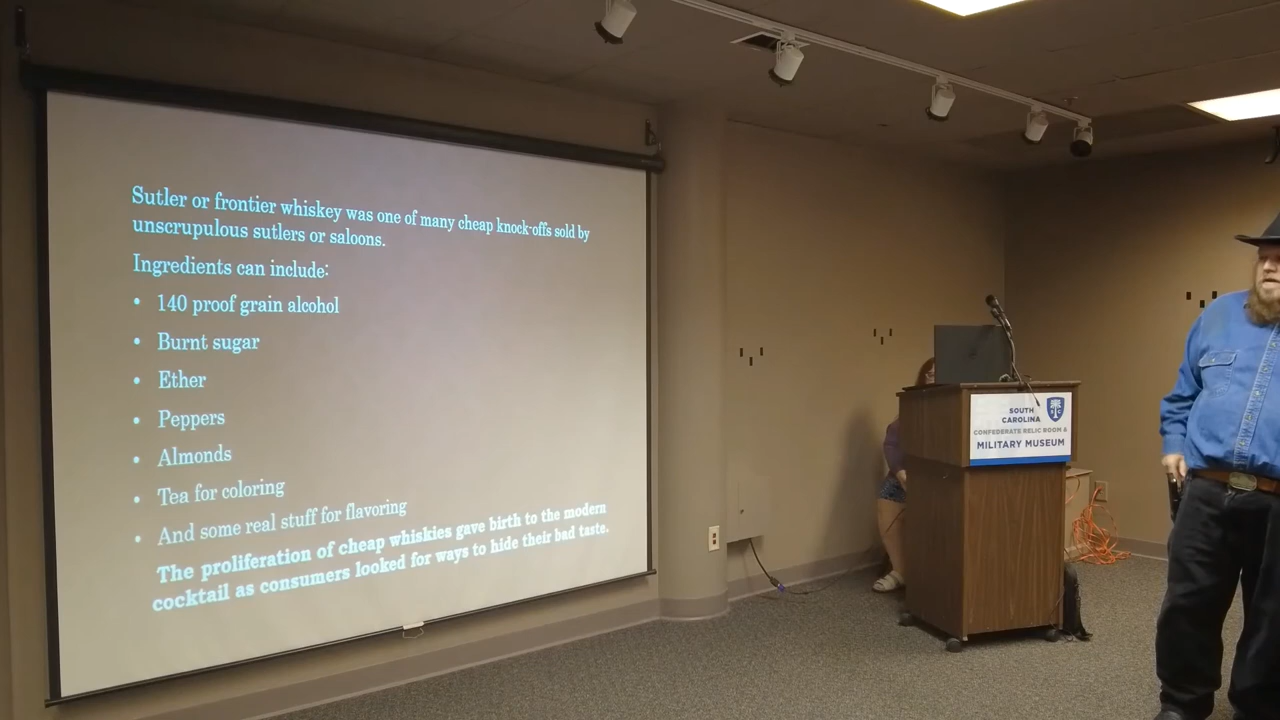 Sutler or frontier whiskey was one of many cheap knock-offs sold by
unscrupulous sutlers or saloons.
Ingredients can include:
• 140 proof grain alcohol
• Burnt sugar
• Ether
• Peppers
• Almonds
• Tea for coloring
• And some real stuff for flavoring
The proliferation of cheap whiskies gave birth to the modern
cocktail as consumers looked for ways to hide their bad taste.
SOUTH
CAROLINA
CONFEDERATE RELIC ROOM &
MILITARY MUSEUM